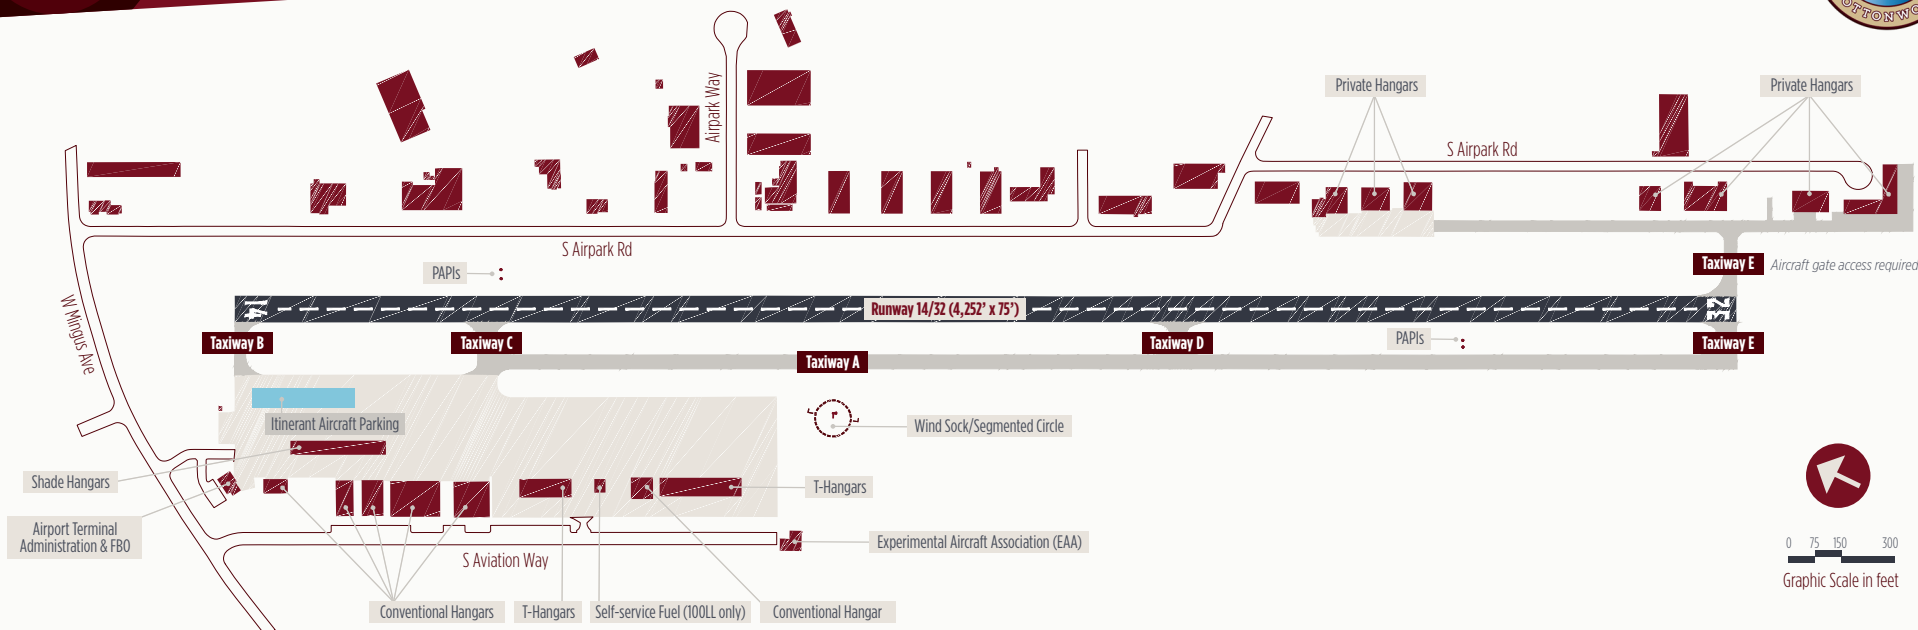 OTTONWO
Airpark Way
Private Hangars
Private Hangars
S Airpark Rd
S Airpark Rd
PAPIs
Taxiway E
Aircraft gate access required
W Mingus Ave
14
Runway 14/32 (4,252' x 75')
32
Taxiway B
Taxiway C
Taxiway D
PAPIs
Taxiway E
Taxiway A
Itinerant Aircraft Parking
Wind Sock/Segmented Circle
Shade Hangars
T-Hangars
Airport Terminal
Administration & FBO
Experimental Aircraft Association (EAA)
S Aviation Way
0 75 150 300
Graphic Scale in feet
Conventional Hangars
T-Hangars
Self-service Fuel (100LL only)
Conventional Hangar